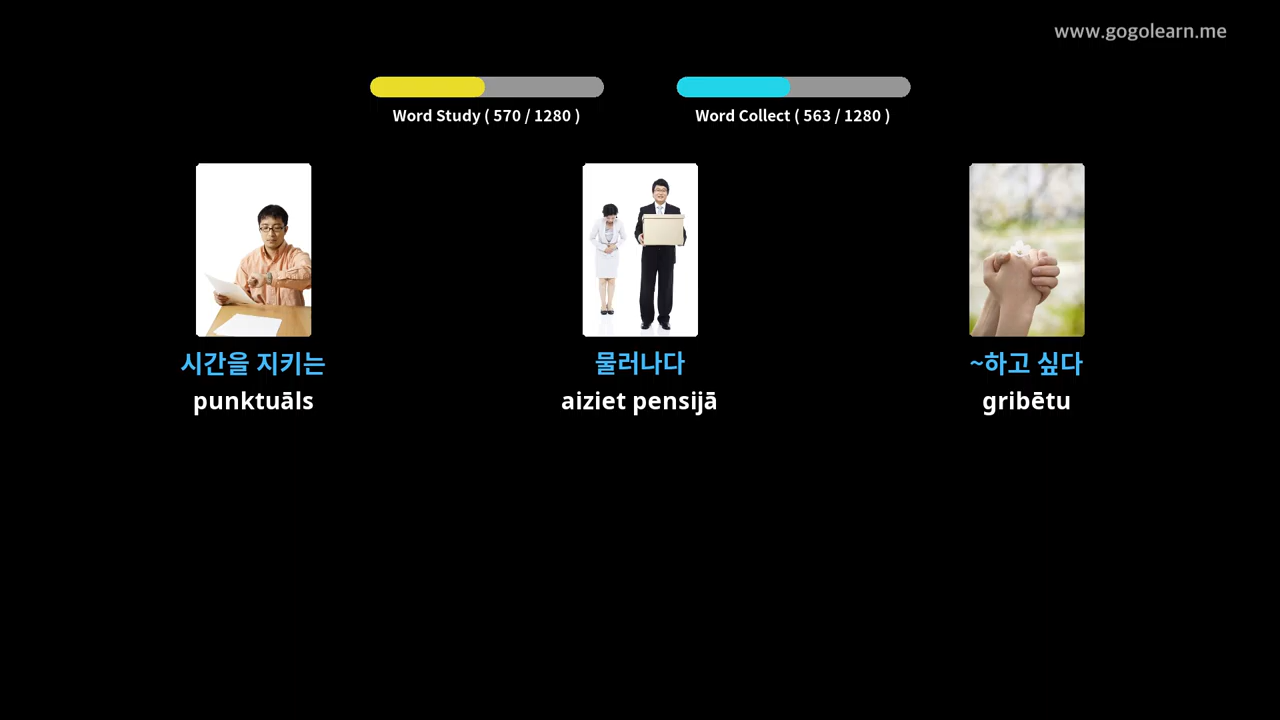 www.gogolearn.me
Word Study ( 570 / 1280 )
Word Collect ( 563 / 1280 )
시간을 지키는
물러나다
~하고 싶다
punktuāls
aiziet pensijā
gribētu